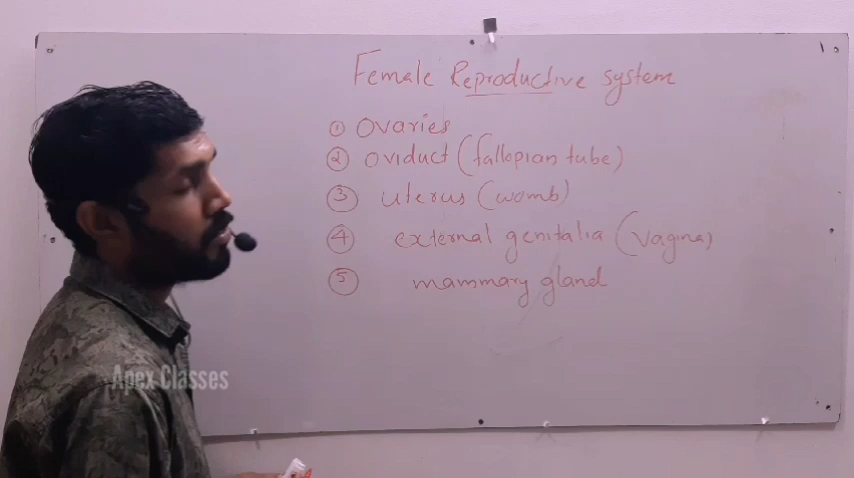 Female Reproductive system
① Ovaries
② oviduct (fallopian tube)
③ uterus (womb)
④ external genitalia (vagina)
⑤ mammary gland
Apex Classes